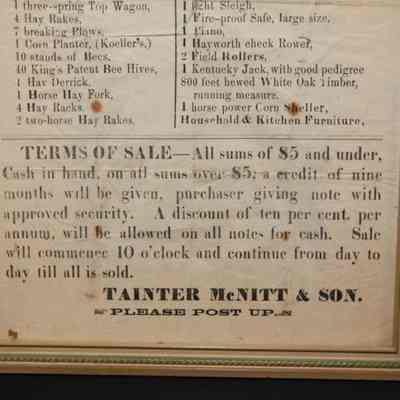 1 three-spring Top Wagon,
4 Hay Rakes,
7 breaking Plows,
1 Corn Planter, (Koeller's,)
10 stands of Bees,
40 King's Patent Bee Hives,
1 Hay Derrick,
1 Horse Hay Fork,
4 Hay Racks,
2 two-horse Hay Rakes,
1 light Sleigh,
1 Fire-proof Safe, large size,
1 Piano,
1 Hayworth check Rower,
2 Field Rollers,
1 Kentucky Jack, with good pedigree
800 feet hewed White Oak Timber,
running measure.
1 horse power Corn Sheller,
Household & Kitchen Furniture,
TERMS OF SALE—All sums of $5 and under,
Cash in hand, on all sums over $5; a credit of nine
months will be given, purchaser giving note with
approved security. A discount of ten per cent. per
annum, will be allowed on all notes for cash. Sale
will commence 10 o'clock and continue from day to
day till all is sold.
TAINTER McNITT & SON.
PLEASE POST UP.